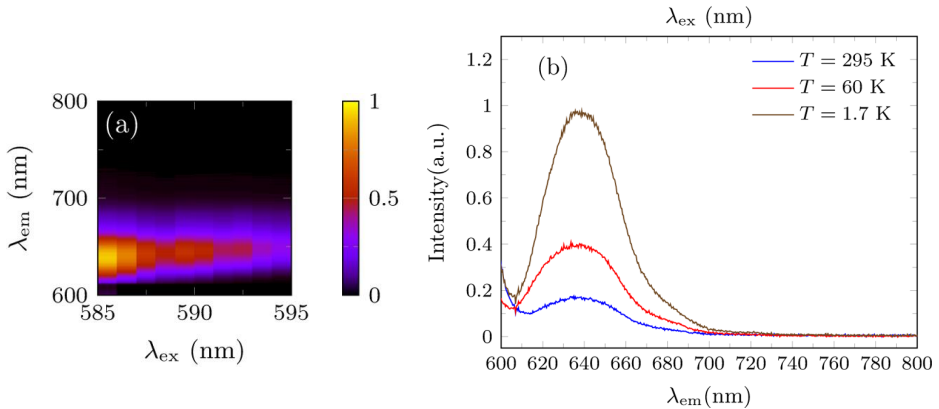 λex (nm)
(a)
800
700
600
λem (nm)
585
590
595
λex (nm)
1
0.5
0
(b)
T = 295 K
T = 60 K
T = 1.7 K
1.2
1
0.8
0.6
0.4
0.2
0
Intensity(a.u.)
600 620 640 660 680 700 720 740 760 780 800
λem(nm)